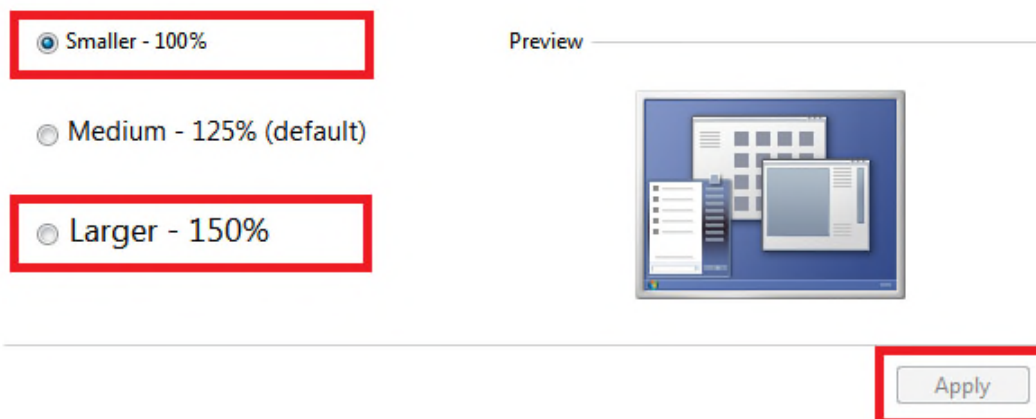 Smaller - 100%
Preview
Medium - 125% (default)
Larger - 150%
Apply